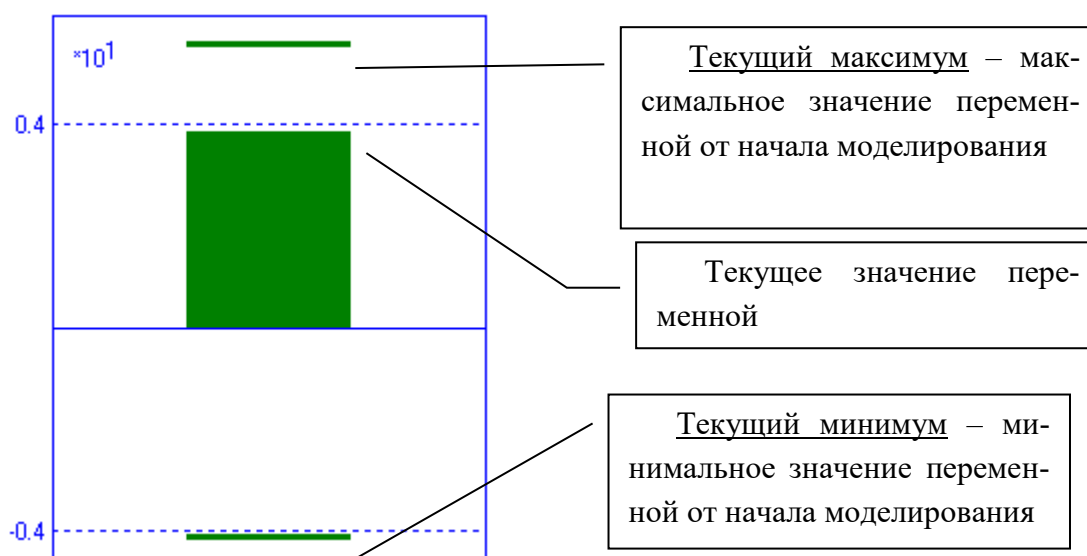 *10¹
0.4
-0.4
Текущий максимум – мак-
симальное значение перемен-
ной от начала моделирования
Текущее значение пере-
менной
Текущий минимум – ми-
нимальное значение перемен-
ной от начала моделирования